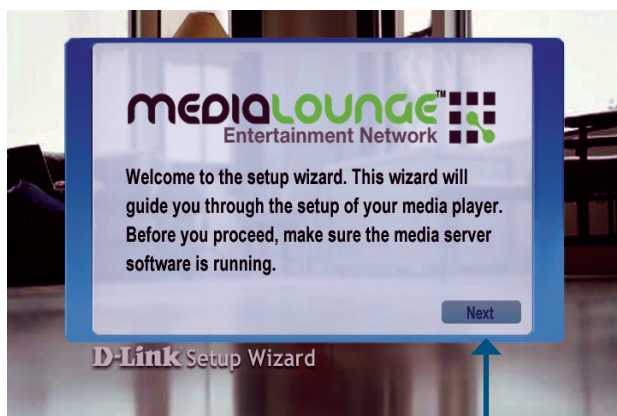 MEDIALOUNGE™
Entertainment Network
Welcome to the setup wizard. This wizard will
guide you through the setup of your media player.
Before you proceed, make sure the media server
software is running.
Next
D-Link Setup Wizard